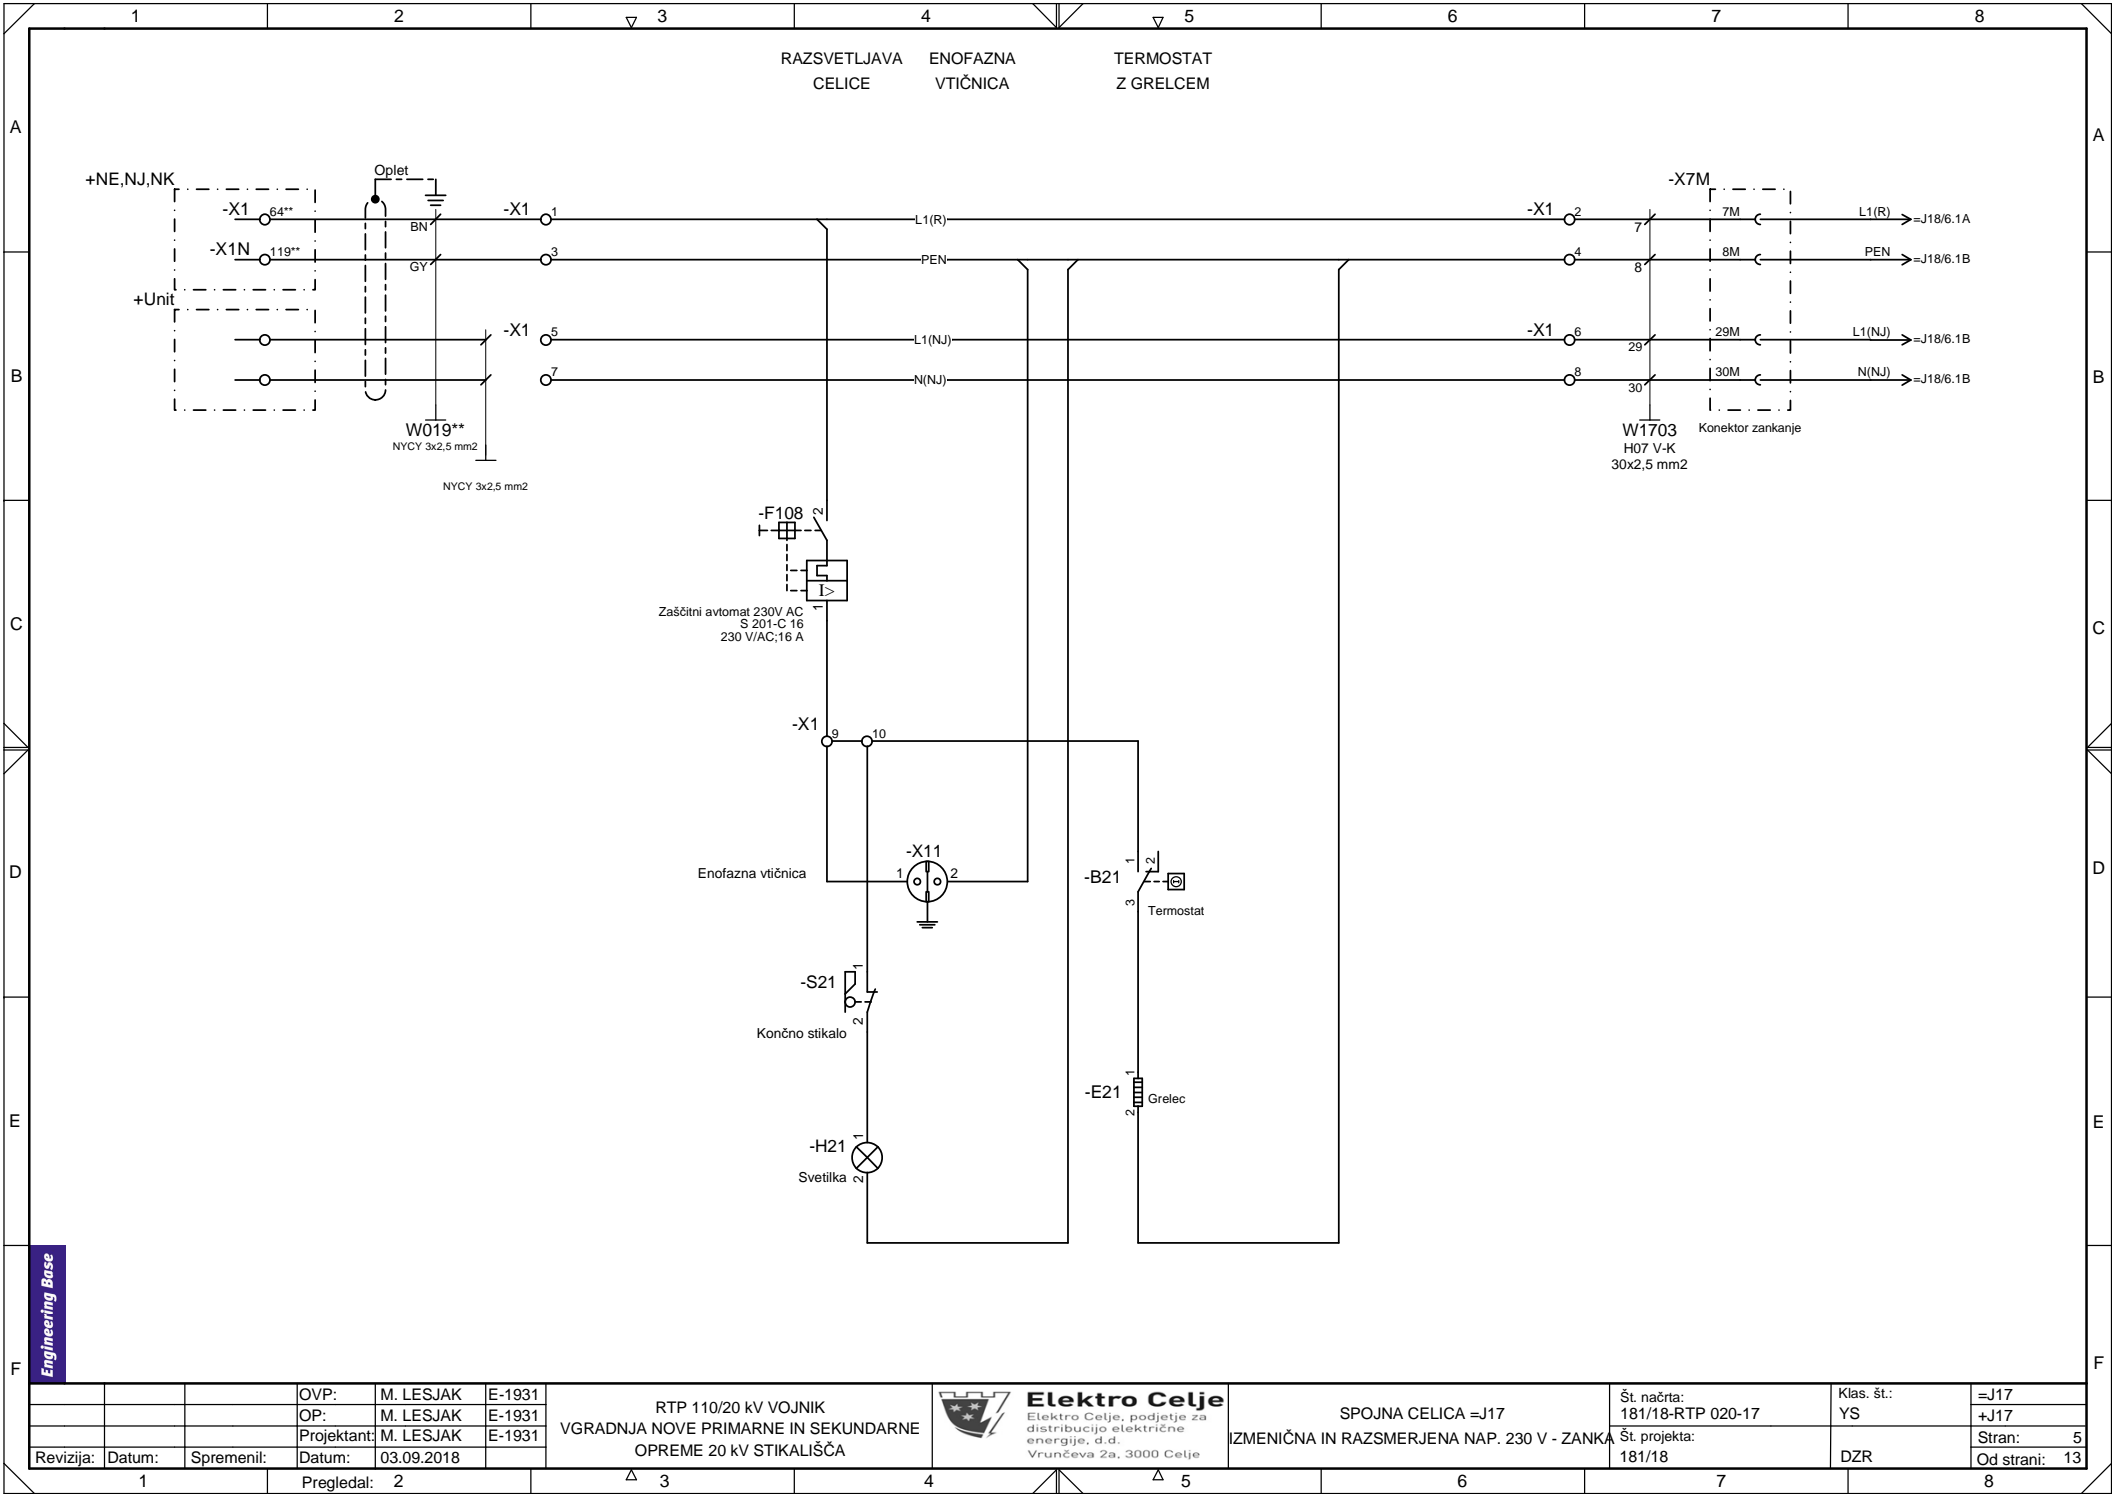 1 2 3 4 5 6 7 8
RAZSVETLJAVA
CELICE
ENOFAZNA
VTIČNICA
TERMOSTAT
Z GRELCEM
A
A
+NE,NJ,NK
Oplet
-X7M
-X1 64** BN -X1 1 L1(R) -X1 2 7 7M L1(R) =J18/6.1A
-X1N 119** GY 3 PEN 4 8 8M PEN =J18/6.1B
+Unit
-X1 5 L1(NJ) -X1 6 29 29M L1(NJ) =J18/6.1B
B
B
7 N(NJ) 8 30 30M N(NJ) =J18/6.1B
W019**
NYCY 3x2,5 mm2
NYCY 3x2,5 mm2
W1703
H07 V-K
30x2,5 mm2
Konektor zankanje
-F108 2
I>
1
Zaščitni avtomat 230V AC
S 201-C 16
230 V/AC;16 A
C
C
-X1 9 10
-X11
Enofazna vtičnica 1 2
D
D
-B21 1 2
3
Termostat
-S21 1
2
Končno stikalo
-E21 1
2
Grelec
E
E
-H21 1
Svetilka 2
Engineering Base
F
F
OVP: M. LESJAK E-1931
OP: M. LESJAK E-1931
Projektant: M. LESJAK E-1931
Revizija: Datum: Spremenil: Datum: 03.09.2018
RTP 110/20 kV VOJNIK
VGRADNJA NOVE PRIMARNE IN SEKUNDARNE
OPREME 20 kV STIKALIŠČA
Elektro Celje
Elektro Celje, podjetje za
distribucijo električne
energije, d.d.
Vrunčeva 2a, 3000 Celje
SPOJNA CELICA =J17
IZMENIČNA IN RAZSMERJENA NAP. 230 V - ZANKA
Št. načrta:
181/18-RTP 020-17
Št. projekta:
181/18
Klas. št.:
YS
DZR
=J17
+J17
Stran: 5
Od strani: 13
1 Pregledal: 2 3 4 5 6 7 8